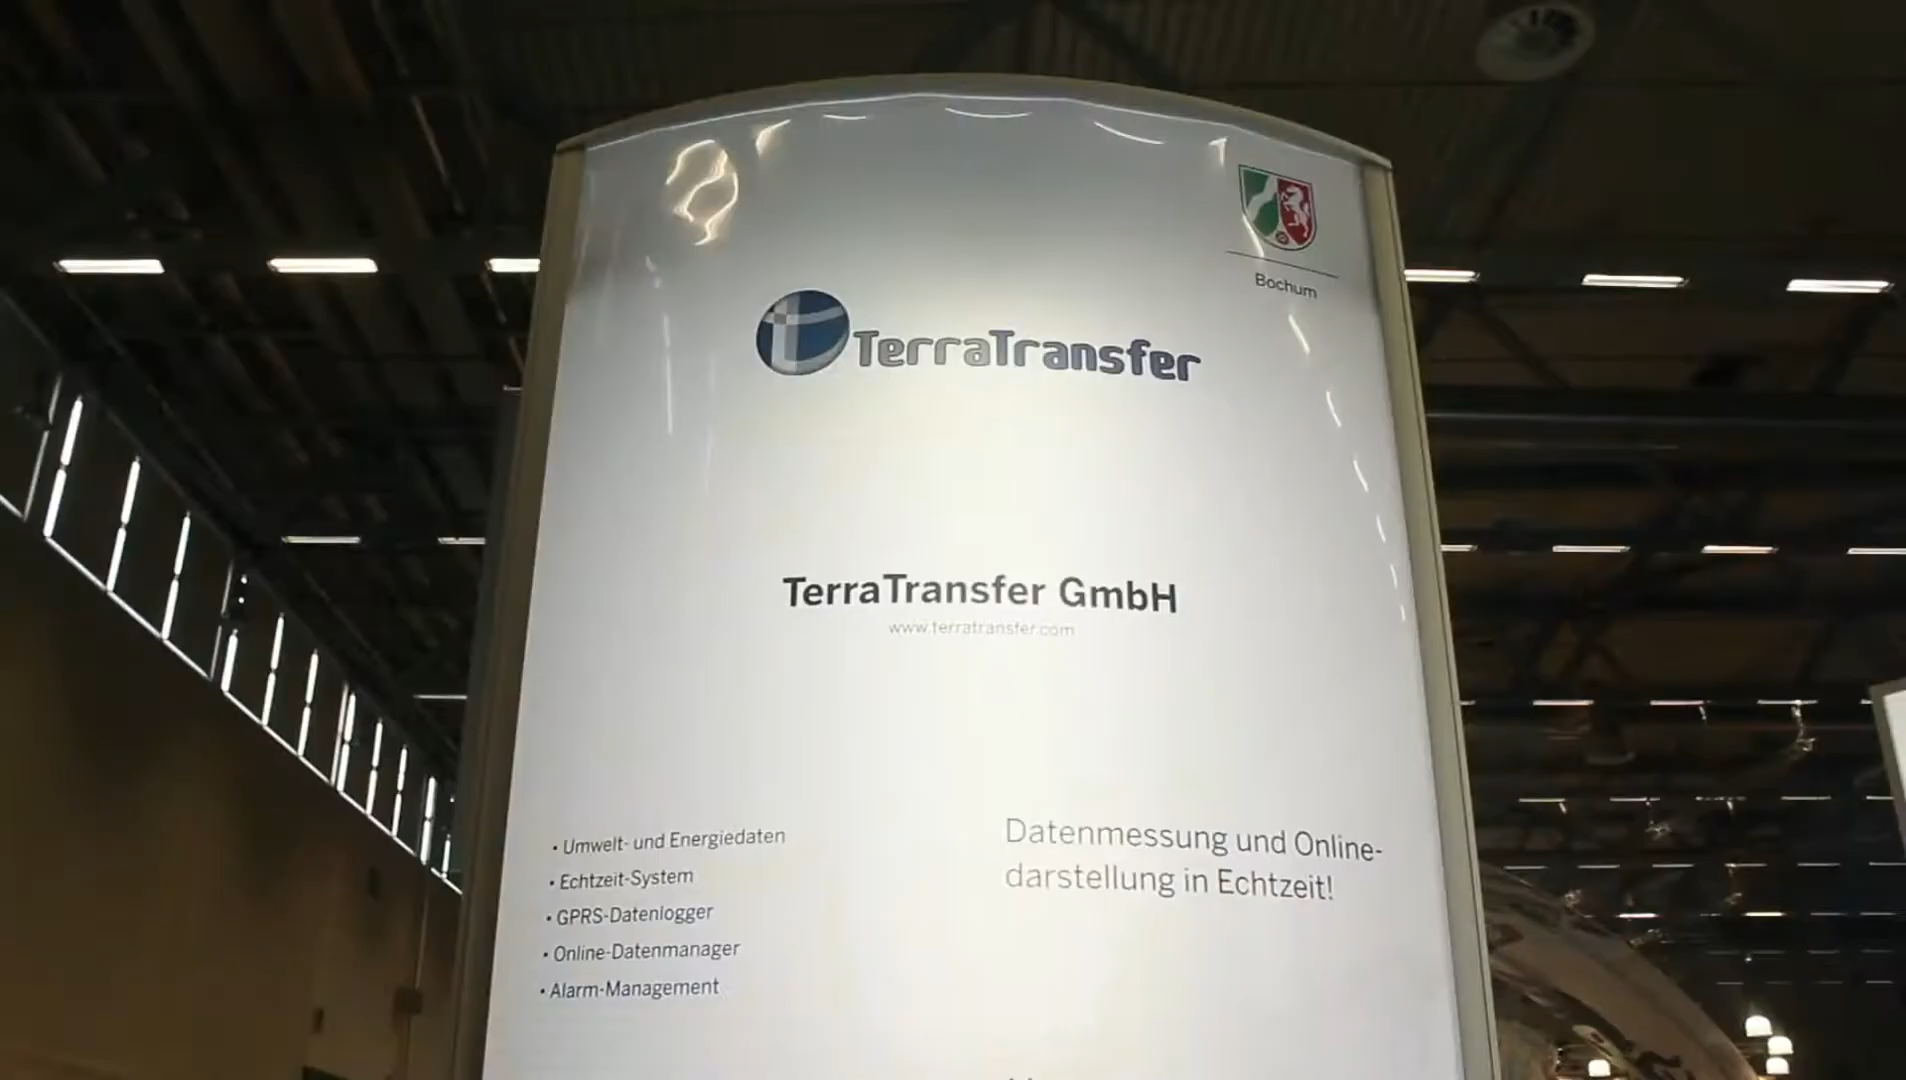 Bochum
TerraTransfer
TerraTransfer GmbH
www.terratransfer.com
• Umwelt- und Energiedaten
• Echtzeit-System
• GPRS-Datenlogger
• Online-Datenmanager
• Alarm-Management
Datenmessung und Online-
darstellung in Echtzeit!